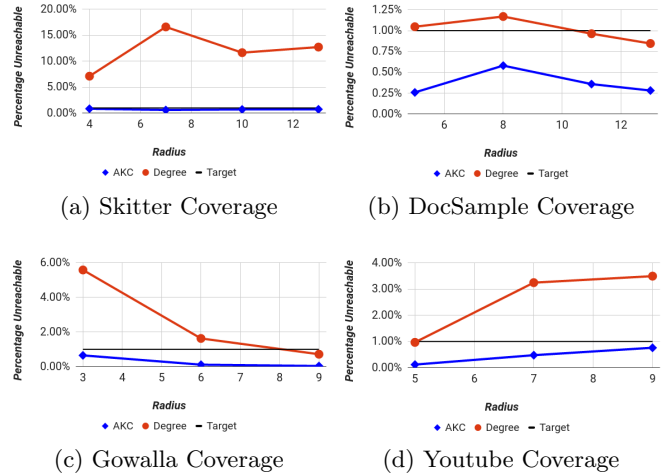 20.00%
15.00%
10.00%
5.00%
0.00%
Percentage Unreachable
4 6 8 10 12
Radius
AKC Degree Target
(a) Skitter Coverage
1.25%
1.00%
0.75%
0.50%
0.25%
0.00%
Percentage Unreachable
6 8 10 12
Radius
AKC Degree Target
(b) DocSample Coverage
6.00%
4.00%
2.00%
0.00%
Percentage Unreachable
3 4 5 6 7 8 9
Radius
AKC Degree Target
(c) Gowalla Coverage
4.00%
3.00%
2.00%
1.00%
0.00%
Percentage Unreachable
5 6 7 8 9
Radius
AKC Degree Target
(d) Youtube Coverage